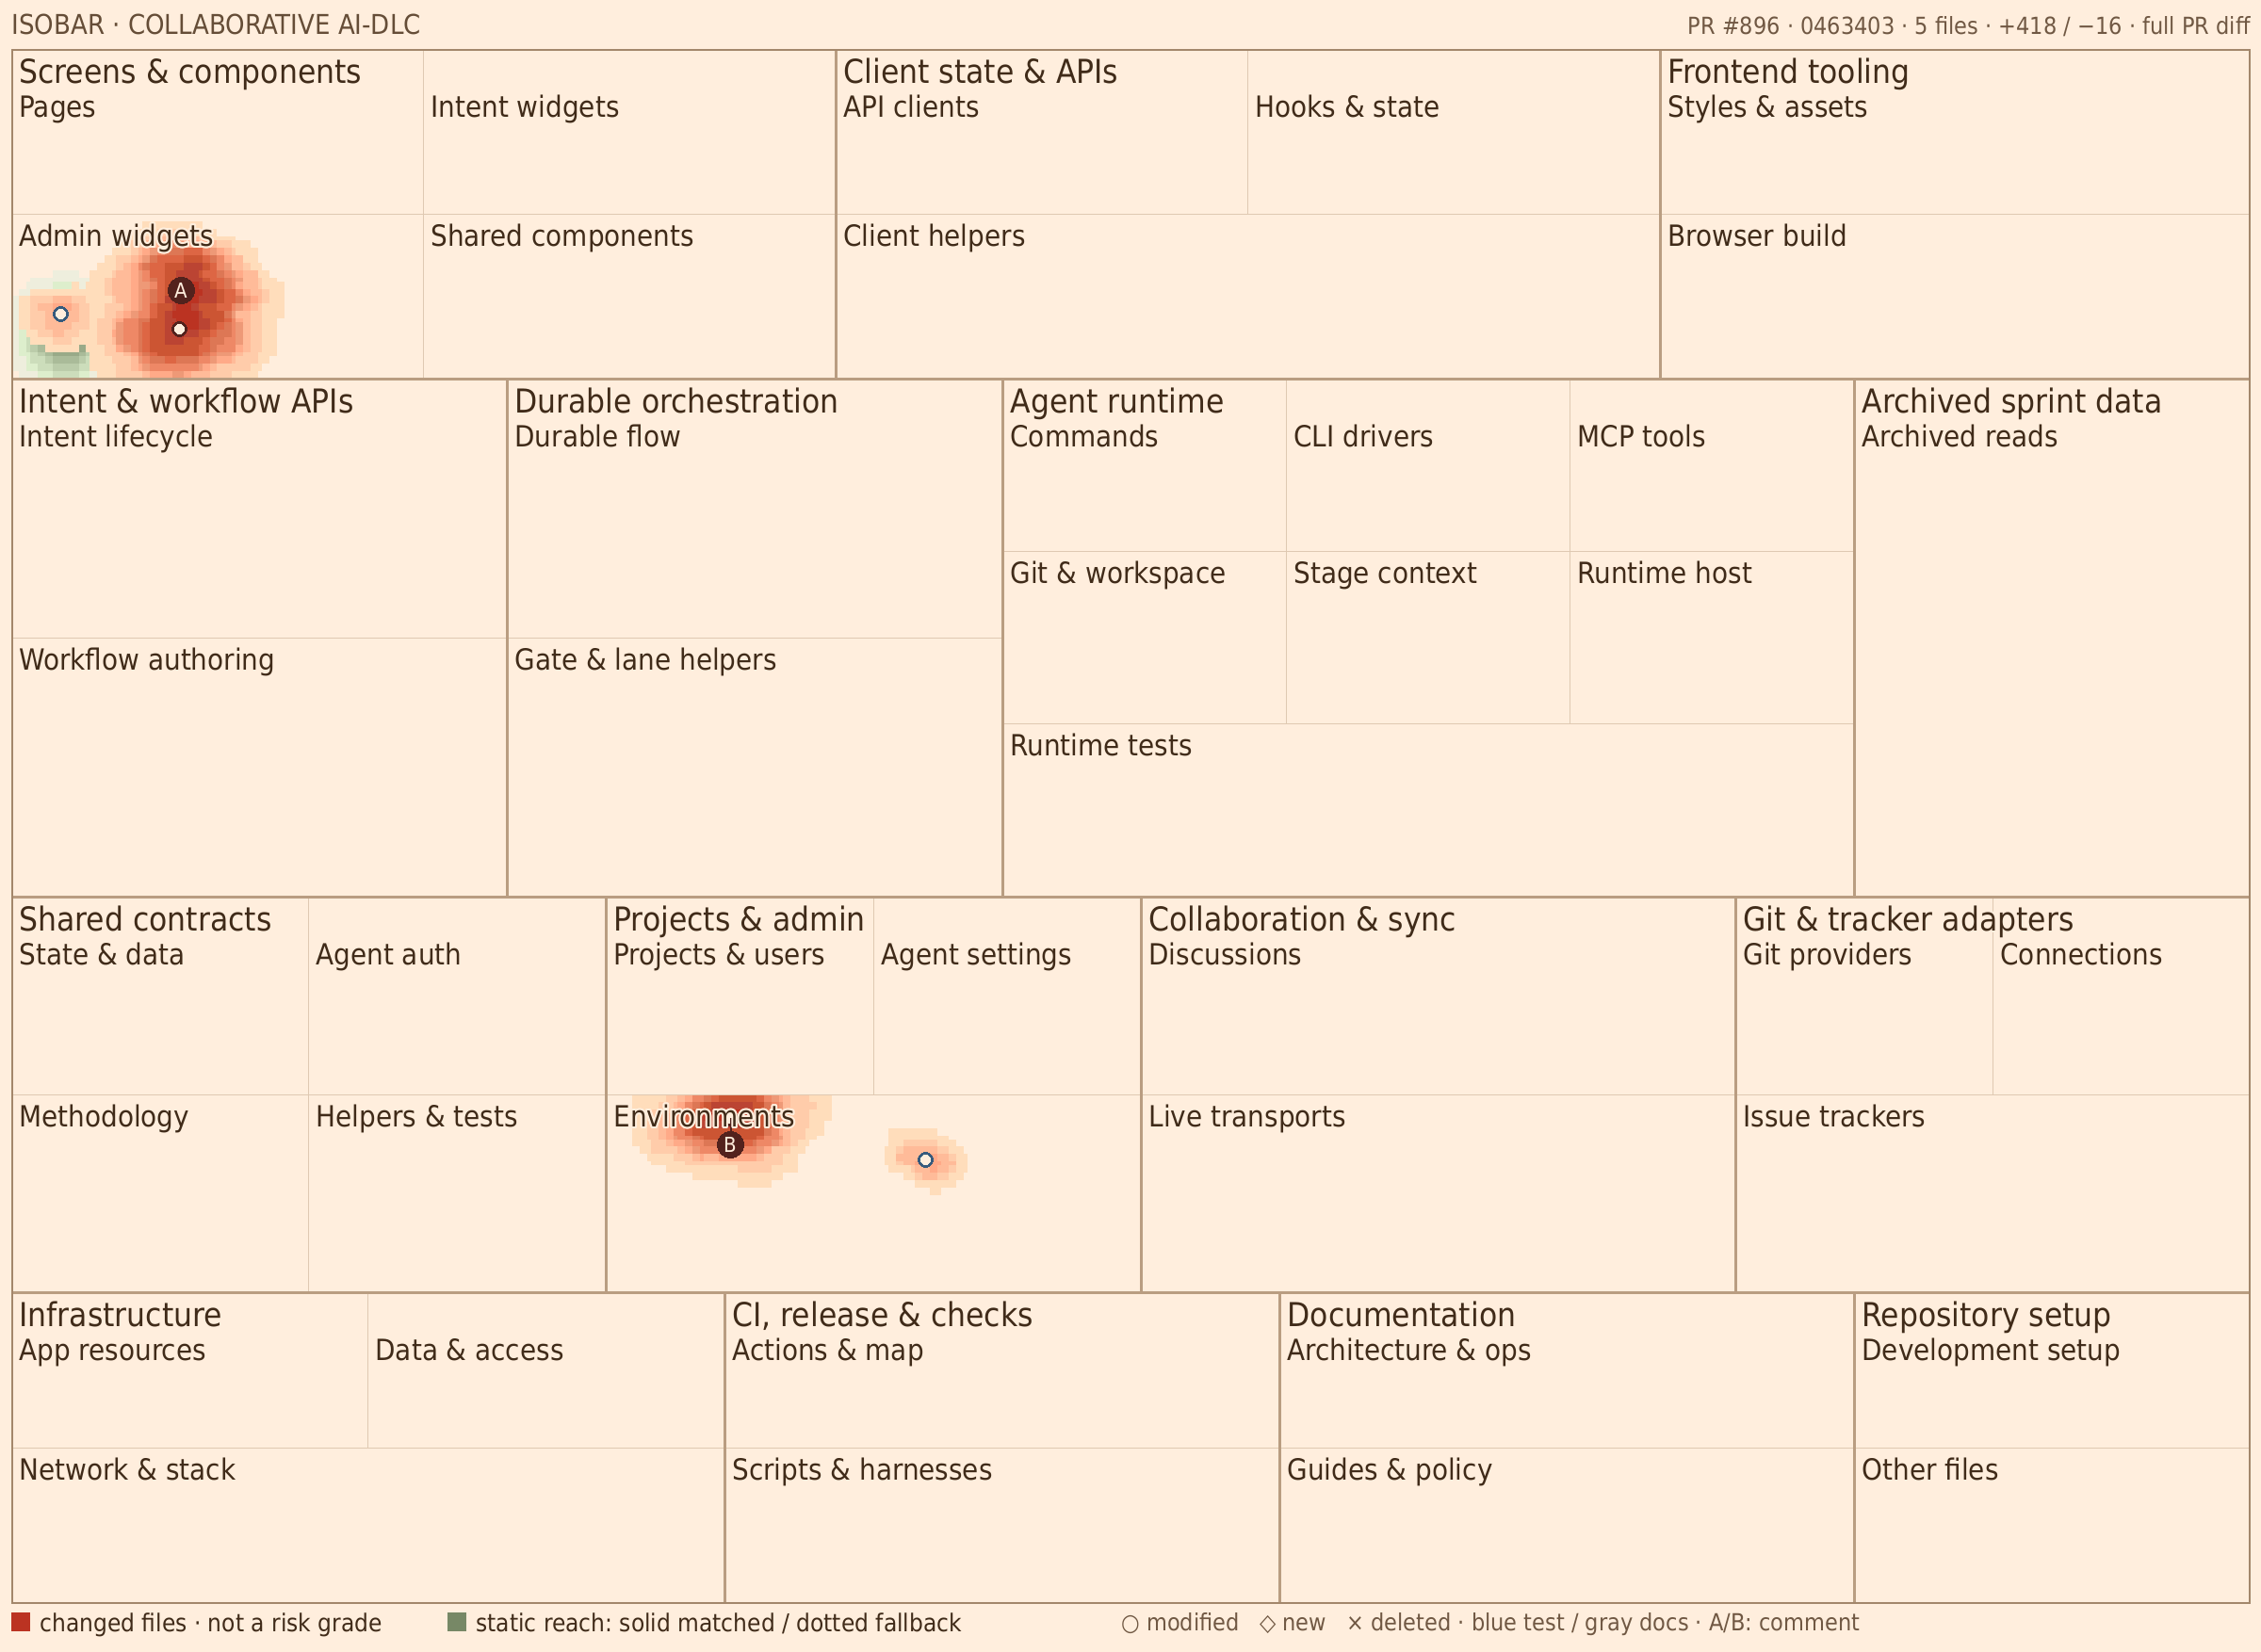 ISOBAR · COLLABORATIVE AI-DLC
PR #896 · 0463403 · 5 files · +418 / −16 · full PR diff
Screens & components
Pages
Intent widgets
Client state & APIs
API clients
Hooks & state
Frontend tooling
Styles & assets
Admin widgets
Shared components
Client helpers
Browser build
A
Intent & workflow APIs
Intent lifecycle
Durable orchestration
Durable flow
Agent runtime
Commands
CLI drivers
MCP tools
Archived sprint data
Archived reads
Git & workspace
Stage context
Runtime host
Workflow authoring
Gate & lane helpers
Runtime tests
Shared contracts
State & data
Agent auth
Projects & admin
Projects & users
Agent settings
Collaboration & sync
Discussions
Git & tracker adapters
Git providers
Connections
Methodology
Helpers & tests
Environments
B
Live transports
Issue trackers
Infrastructure
App resources
Data & access
CI, release & checks
Actions & map
Documentation
Architecture & ops
Repository setup
Development setup
Network & stack
Scripts & harnesses
Guides & policy
Other files
changed files · not a risk grade
static reach: solid matched / dotted fallback
○ modified ◇ new × deleted · blue test / gray docs · A/B: comment